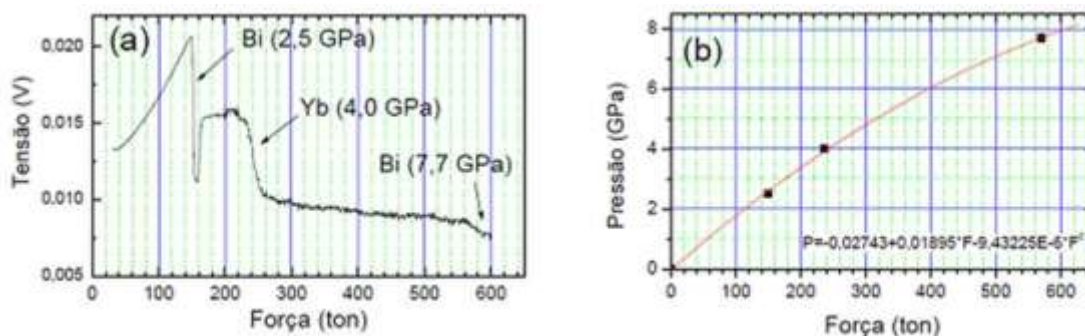 (a)
Bi (2,5 GPa)
Yb (4,0 GPa)
Bi (7,7 GPa)
Tensão (V)
0.020
0.015
0.010
0.005
0 100 200 300 400 500 600
Força (ton)
(b)
Pressão (GPa)
8
6
4
2
0
P=-0,02743+0,01895*F-9,43225E-6*F²
0 100 200 300 400 500 600
Força (ton)